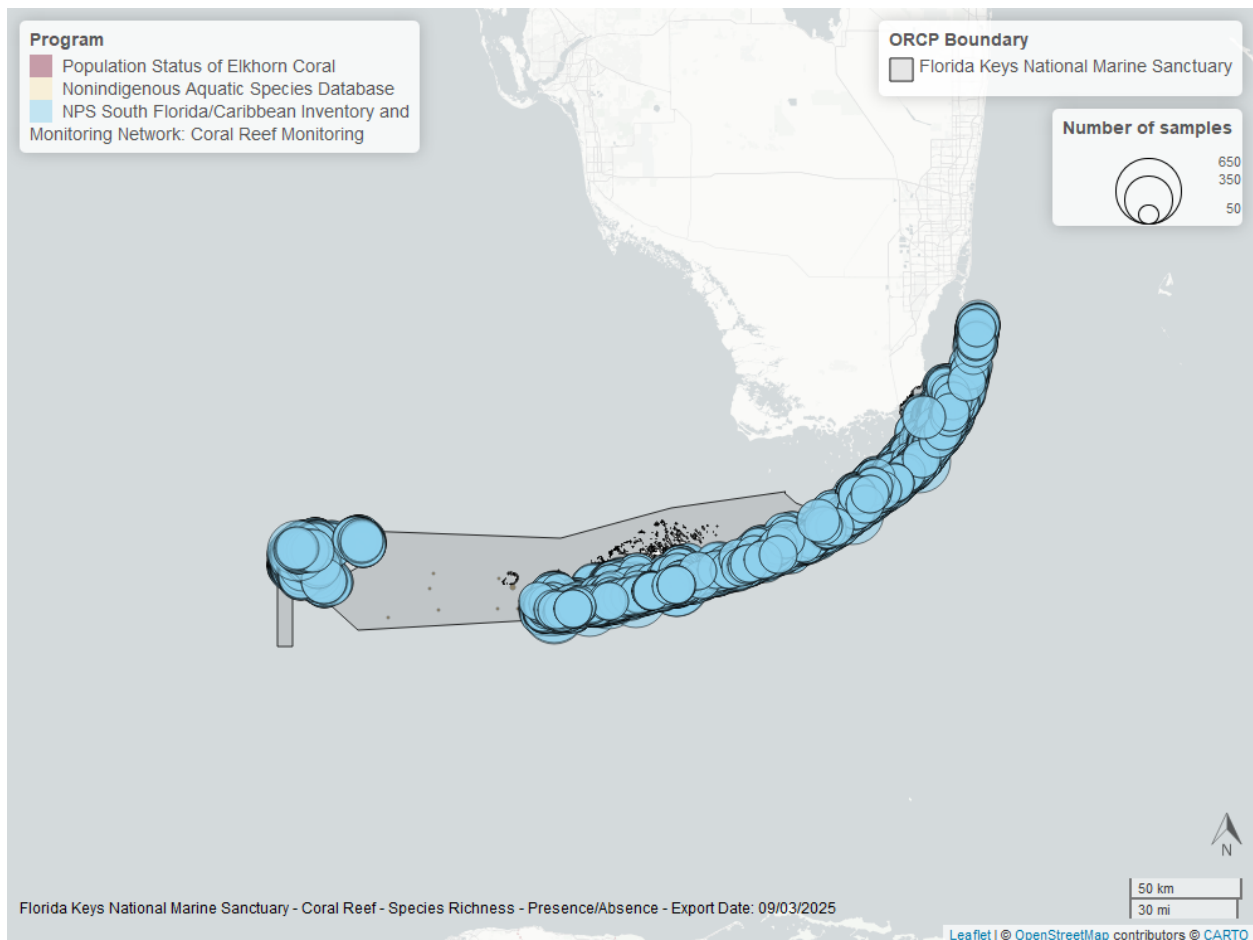 Program
Population Status of Elkhorn Coral
Nonindigenous Aquatic Species Database
NPS South Florida/Caribbean Inventory and
Monitoring Network: Coral Reef Monitoring
ORCP Boundary
Florida Keys National Marine Sanctuary
Number of samples
650
350
50
N
50 km
30 mi
Florida Keys National Marine Sanctuary - Coral Reef - Species Richness - Presence/Absence - Export Date: 09/03/2025
Leaflet | © OpenStreetMap contributors © CARTO